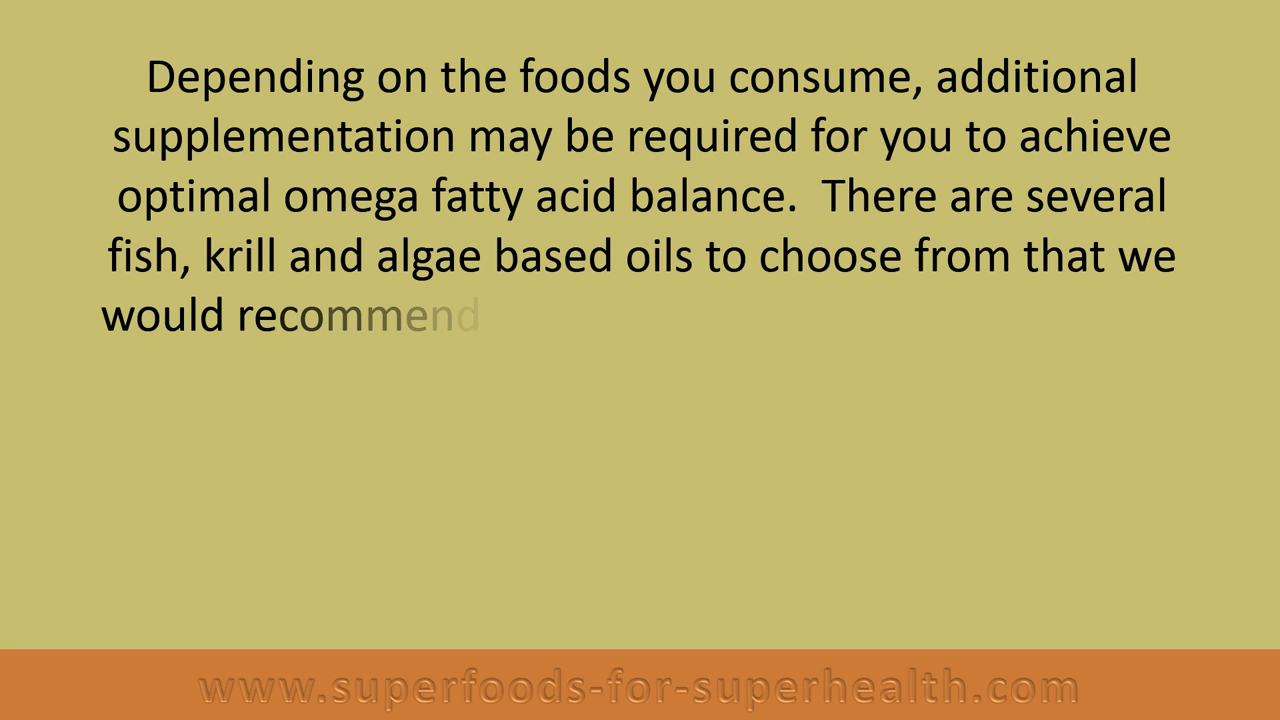 Depending on the foods you consume, additional
supplementation may be required for you to achieve
optimal omega fatty acid balance.  There are several
fish, krill and algae based oils to choose from that we
would recommend
www.superfoods-for-superhealth.com